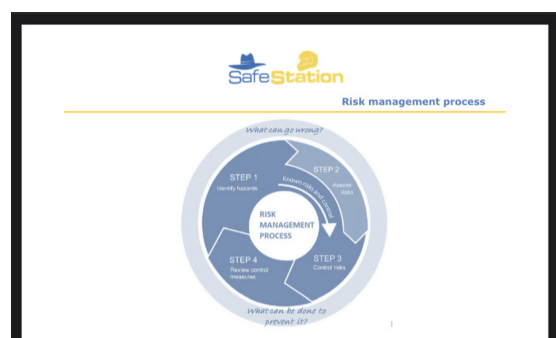 SafeStation
Risk management process
What can go wrong?
STEP 1
Identify hazards
STEP 2
Assess
risks
Known risks and control
RISK
MANAGEMENT
PROCESS
STEP 3
Control risks
STEP 4
Review control
measures
What can be done to
prevent it?